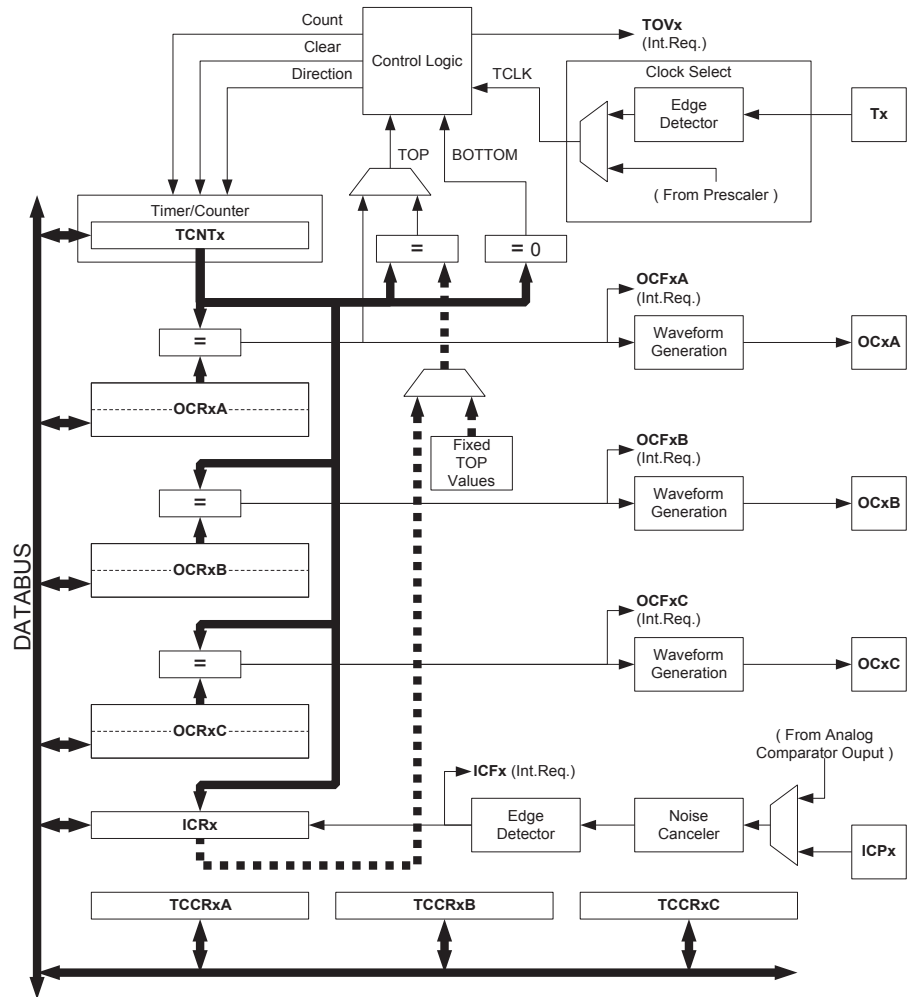 Count
Clear
Direction
Control Logic
TOVx
(Int.Req.)
TCLK
Clock Select
Edge
Detector
Tx
( From Prescaler )
TOP
BOTTOM
Timer/Counter
TCNTx
=
= 0
=
OCRxA
OCFxA
(Int.Req.)
Waveform
Generation
OCxA
Fixed
TOP
Values
=
OCRxB
OCFxB
(Int.Req.)
Waveform
Generation
OCxB
DATABUS
=
OCRxC
OCFxC
(Int.Req.)
Waveform
Generation
OCxC
( From Analog
Comparator Ouput )
ICFx (Int.Req.)
ICRx
Edge
Detector
Noise
Canceler
ICPx
TCCRxA
TCCRxB
TCCRxC